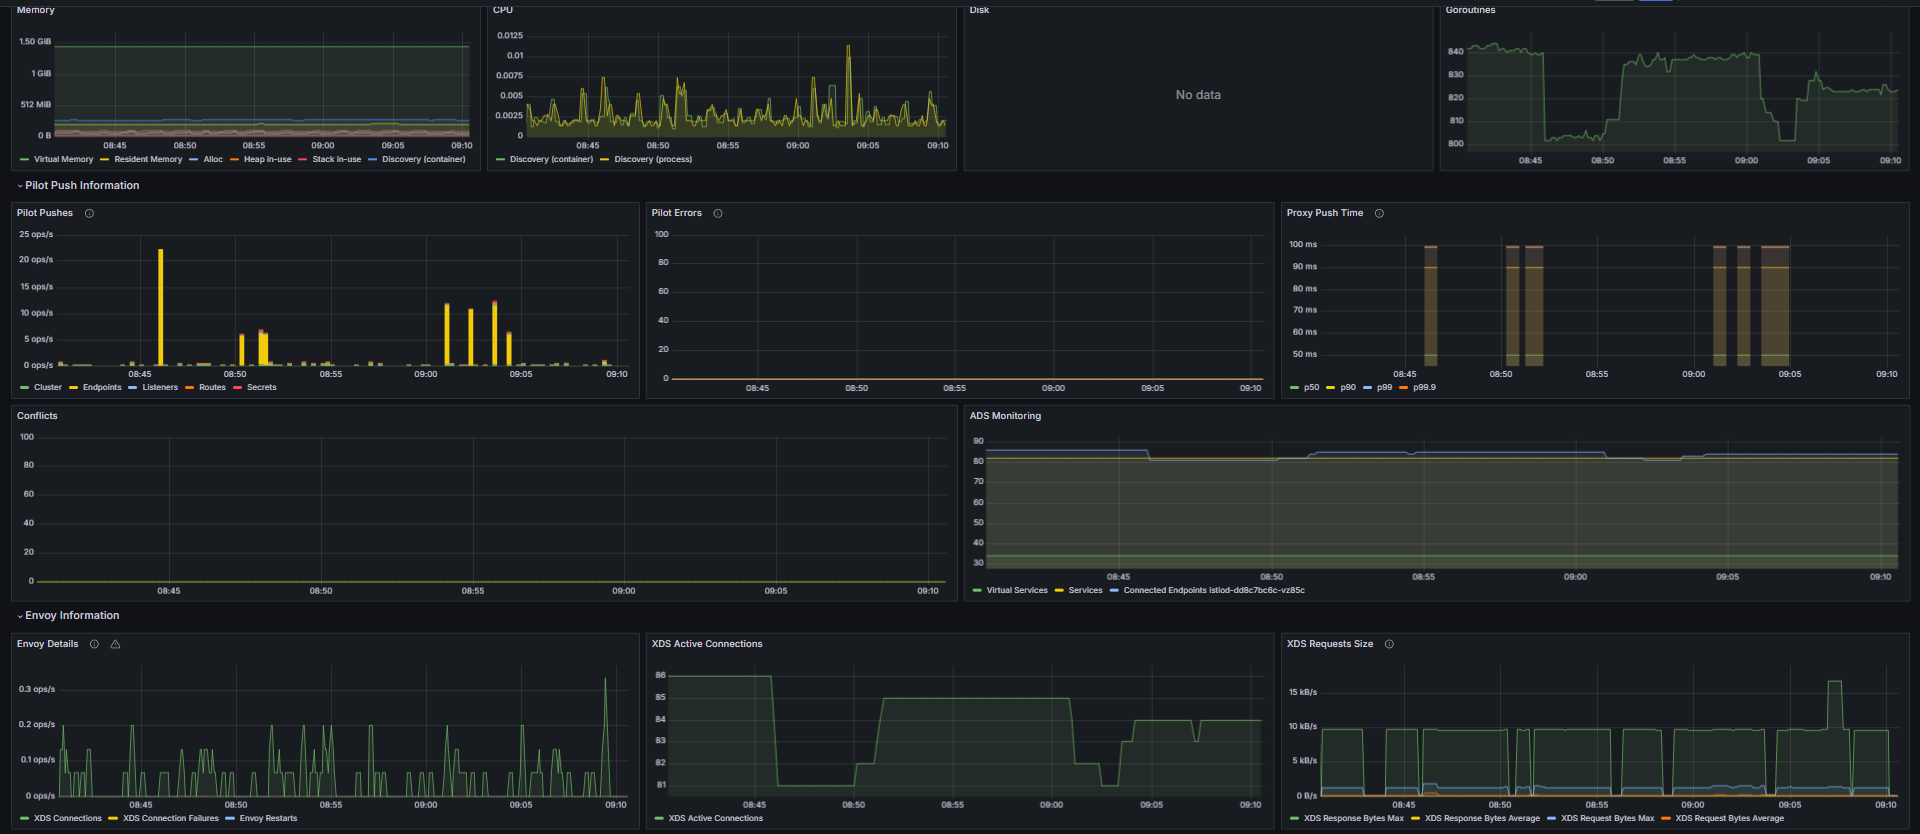 Memory
1.50 GiB
1 GiB
512 MiB
0 B
08:45 08:50 08:55 09:00 09:05 09:10
Virtual Memory Resident Memory Alloc Heap in-use Stack in-use Discovery (container)
CPU
0.0125
0.01
0.0075
0.005
0.0025
0
08:45 08:50 08:55 09:00 09:05 09:10
Discovery (container) Discovery (process)
Disk
No data
Goroutines
840
830
820
810
800
08:45 08:50 08:55 09:00 09:05 09:10
Pilot Push Information
Pilot Pushes
25 ops/s
20 ops/s
15 ops/s
10 ops/s
5 ops/s
0 ops/s
08:45 08:50 08:55 09:00 09:05 09:10
Cluster Endpoints Listeners Routes Secrets
Pilot Errors
100
80
60
40
20
0
08:45 08:50 08:55 09:00 09:05 09:10
Proxy Push Time
100 ms
90 ms
80 ms
70 ms
60 ms
50 ms
08:45 08:50 08:55 09:00 09:05 09:10
p50 p90 p99 p99.9
Conflicts
100
80
60
40
20
0
08:45 08:50 08:55 09:00 09:05 09:10
ADS Monitoring
90
80
70
60
50
40
30
08:45 08:50 08:55 09:00 09:05 09:10
Virtual Services Services Connected Endpoints istiod-dd8c7bc6c-vz85c
Envoy Information
Envoy Details
0.3 ops/s
0.2 ops/s
0.1 ops/s
0 ops/s
08:45 08:50 08:55 09:00 09:05 09:10
XDS Connections XDS Connection Failures Envoy Restarts
XDS Active Connections
86
85
84
83
82
81
08:45 08:50 08:55 09:00 09:05 09:10
XDS Active Connections
XDS Requests Size
15 kB/s
10 kB/s
5 kB/s
0 B/s
08:45 08:50 08:55 09:00 09:05 09:10
XDS Response Bytes Max XDS Response Bytes Average XDS Request Bytes Max XDS Request Bytes Average